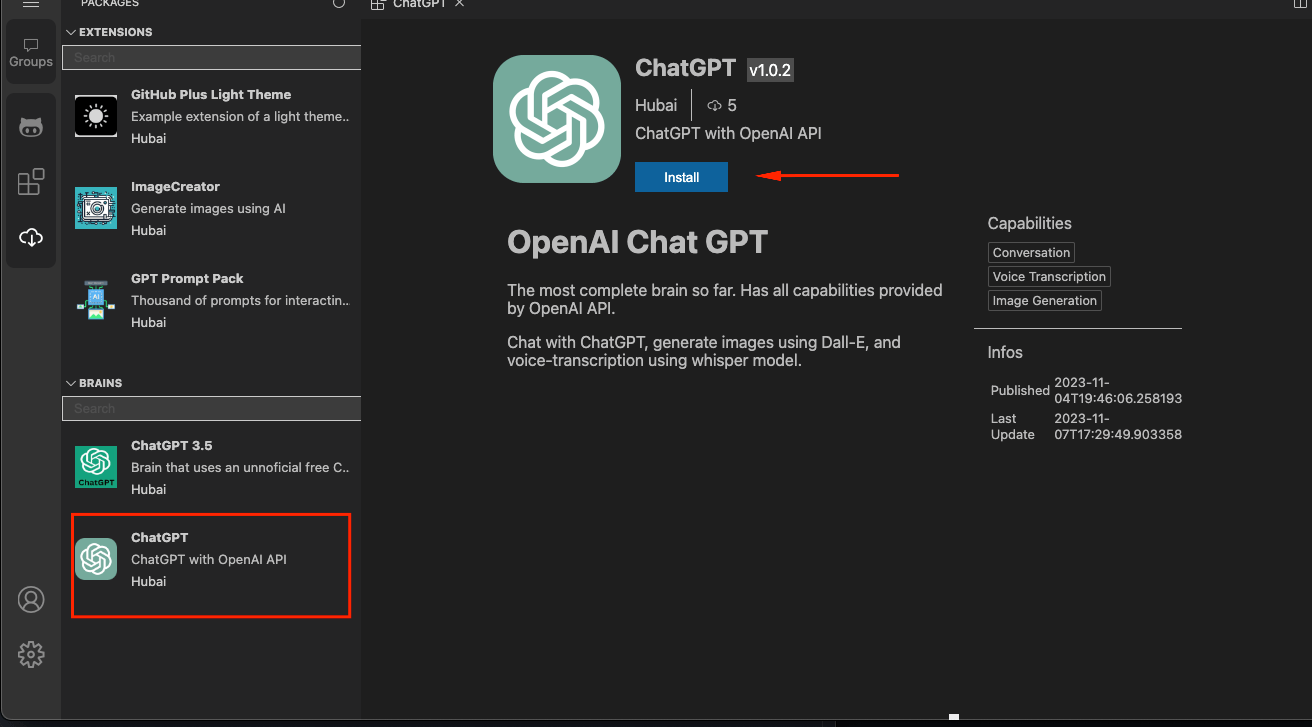 PACKAGES
ChatGPT
Groups
EXTENSIONS
Search
GitHub Plus Light Theme
Example extension of a light theme..
Hubai
ImageCreator
Generate images using AI
Hubai
GPT Prompt Pack
Thousand of prompts for interactin..
Hubai
BRAINS
Search
ChatGPT 3.5
Brain that uses an unnoficial free C..
Hubai
ChatGPT
ChatGPT
ChatGPT with OpenAI API
Hubai
ChatGPT v1.0.2
Hubai 5
ChatGPT with OpenAI API
Install
OpenAI Chat GPT
The most complete brain so far. Has all capabilities provided
by OpenAI API.
Chat with ChatGPT, generate images using Dall-E, and
voice-transcription using whisper model.
Capabilities
Conversation
Voice Transcription
Image Generation
Infos
Published 2023-11-
04T19:46:06.258193
Last 2023-11-
Update 07T17:29:49.903358